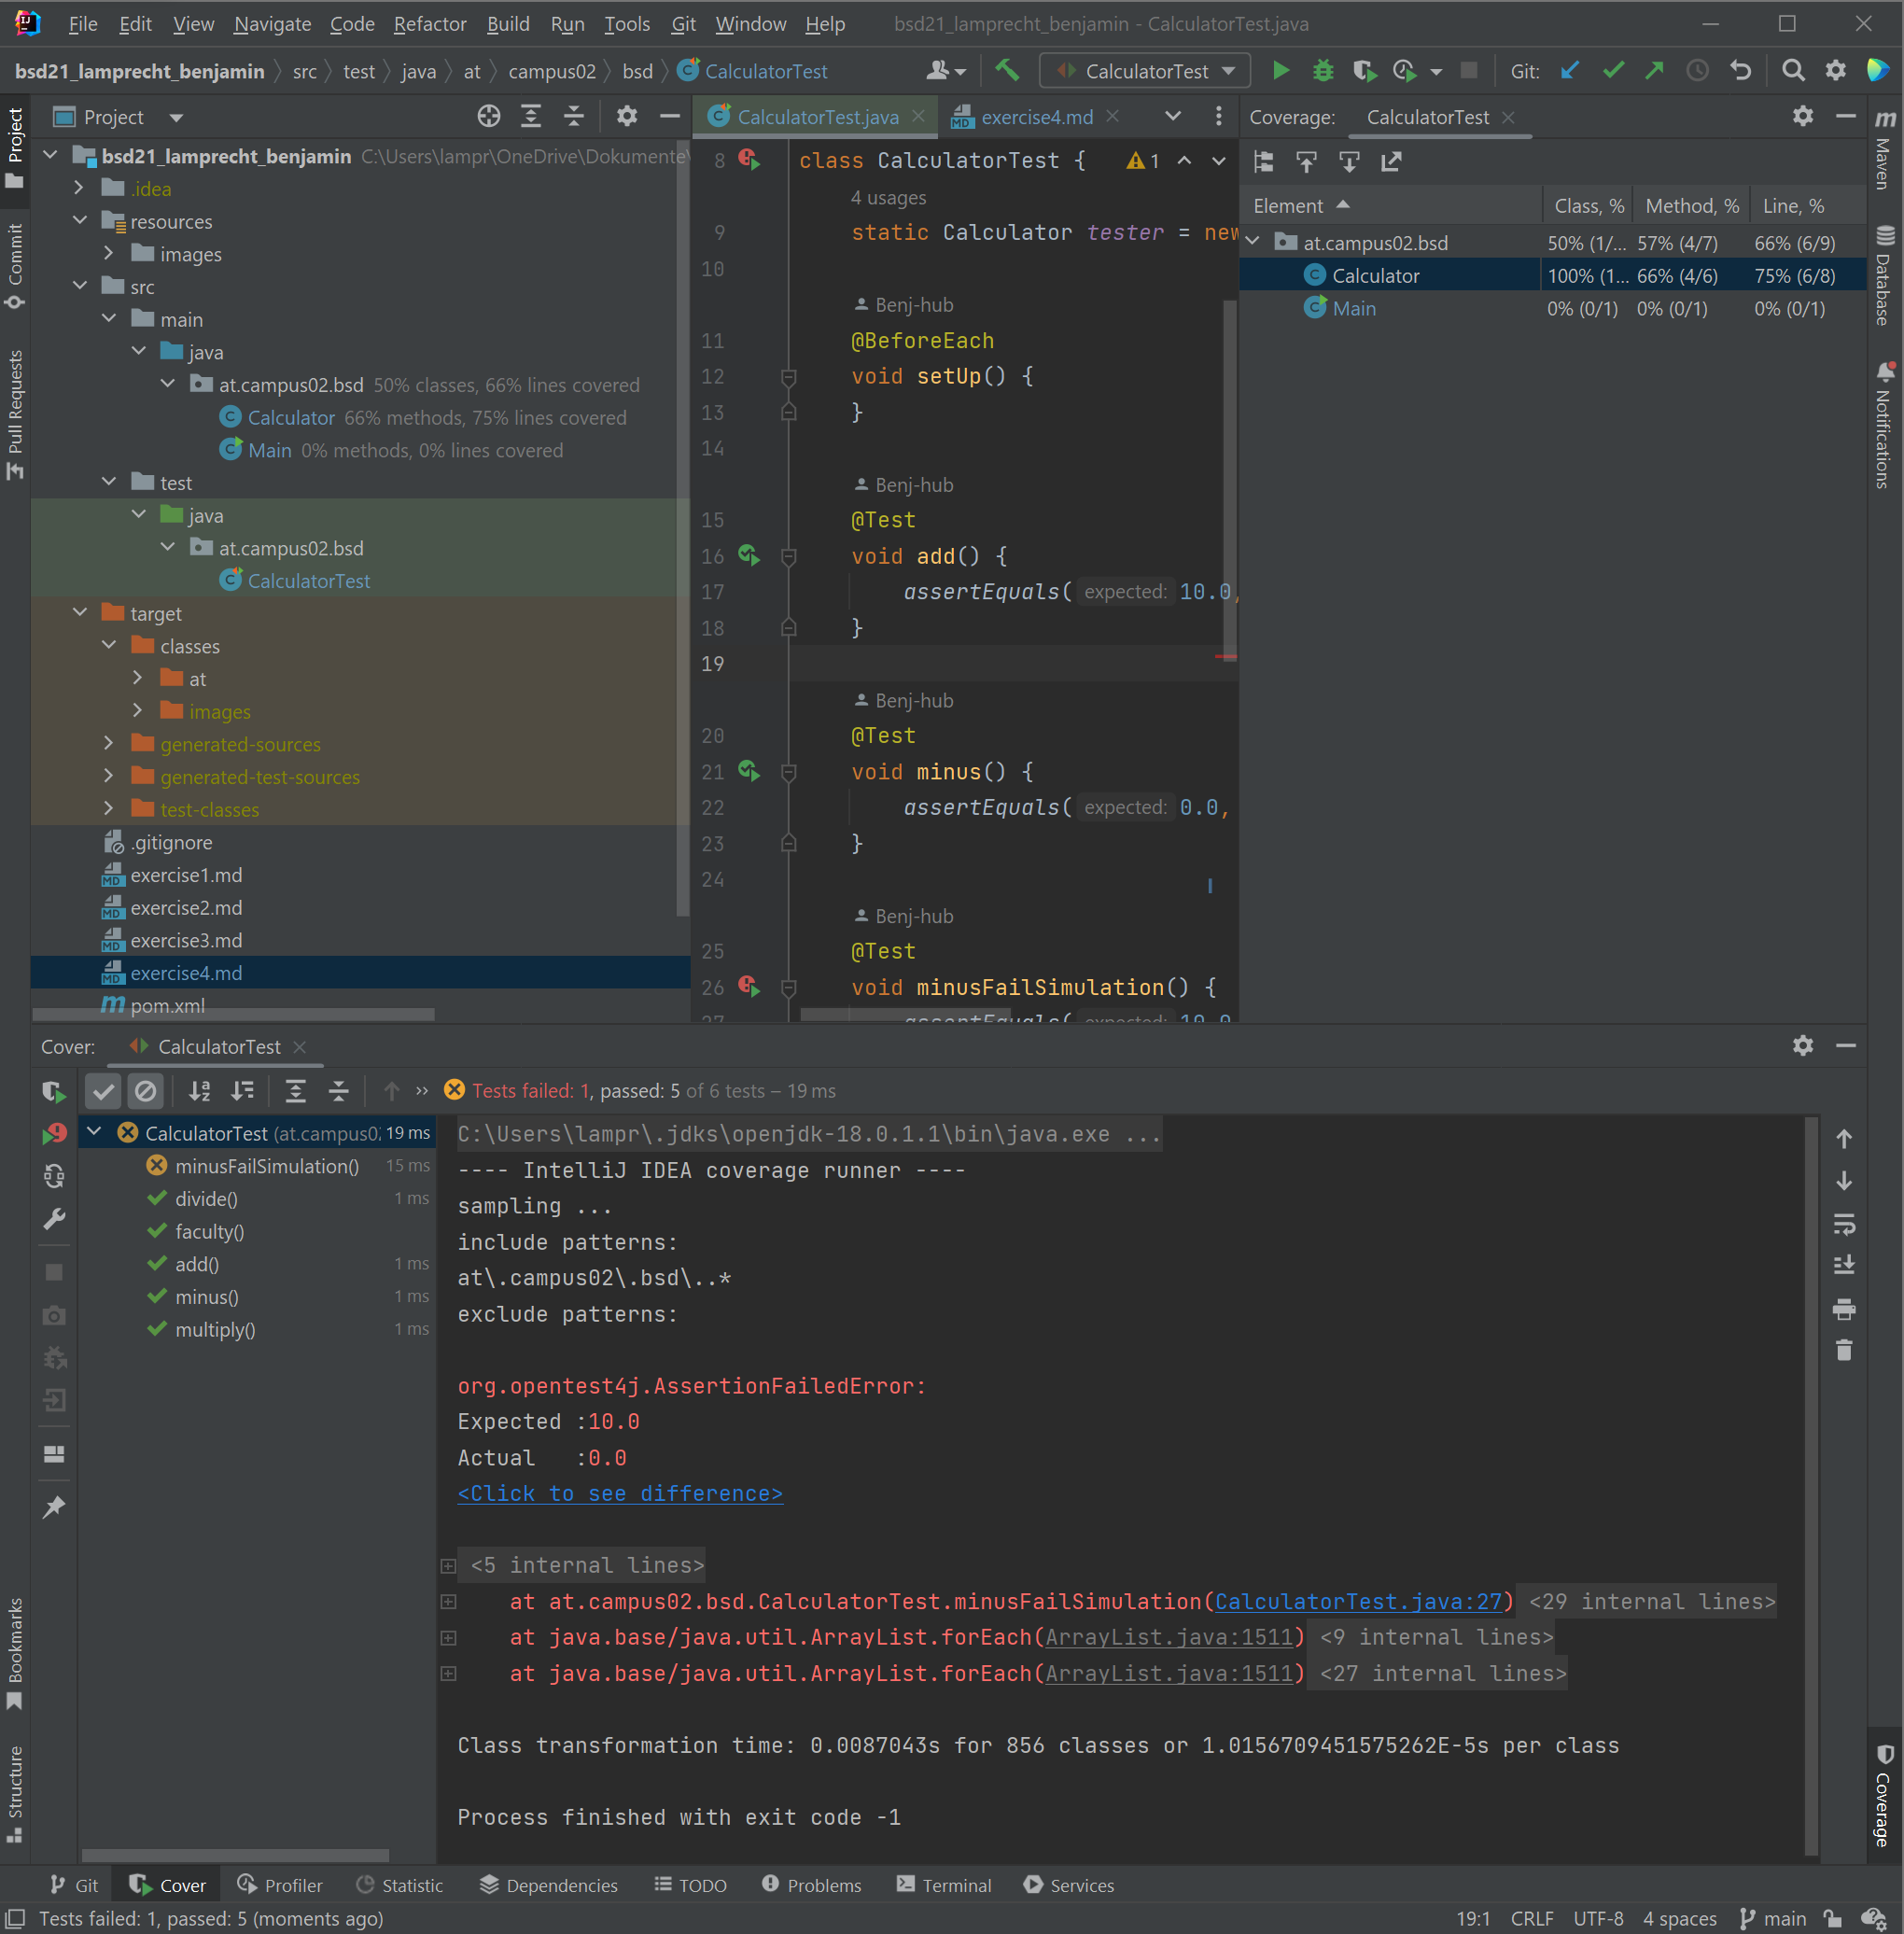 File Edit View Navigate Code Refactor Build Run Tools Git Window Help bsd21_lamprecht_benjamin - CalculatorTest.java
bsd21_lamprecht_benjamin src test java at campus02 bsd CalculatorTest CalculatorTest Git:
Project
CalculatorTest.java exercise4.md
Coverage: CalculatorTest
Project
Commit
Pull Requests
Bookmarks
Structure
bsd21_lamprecht_benjamin C:\Users\lampr\OneDrive\Dokumente\
.idea
resources
images
src
main
java
at.campus02.bsd 50% classes, 66% lines covered
Calculator 66% methods, 75% lines covered
Main 0% methods, 0% lines covered
test
java
at.campus02.bsd
CalculatorTest
target
classes
at
images
generated-sources
generated-test-sources
test-classes
.gitignore
exercise1.md
exercise2.md
exercise3.md
exercise4.md
pom.xml
8 class CalculatorTest { 1
4 usages
9 static Calculator tester = new
10
Benj-hub
11 @BeforeEach
12 void setUp() {
13 }
14
Benj-hub
15 @Test
16 void add() {
17 assertEquals( expected: 10.0,
18 }
19
Benj-hub
20 @Test
21 void minus() {
22 assertEquals( expected: 0.0,
23 }
24
Benj-hub
25 @Test
26 void minusFailSimulation() {
27 assertEquals( expected: 10.0
Element Class, % Method, % Line, %
at.campus02.bsd 50% (1/... 57% (4/7) 66% (6/9)
Calculator 100% (1... 66% (4/6) 75% (6/8)
Main 0% (0/1) 0% (0/1) 0% (0/1)
Maven
Database
Notifications
Coverage
Cover: CalculatorTest
Tests failed: 1, passed: 5 of 6 tests – 19 ms
CalculatorTest (at.campus02 19 ms
minusFailSimulation() 15 ms
divide() 1 ms
faculty()
add() 1 ms
minus() 1 ms
multiply() 1 ms
C:\Users\lampr\.jdks\openjdk-18.0.1.1\bin\java.exe ...
---- IntelliJ IDEA coverage runner ----
sampling ...
include patterns:
at\.campus02\.bsd\..*
exclude patterns:
org.opentest4j.AssertionFailedError:
Expected :10.0
Actual :0.0
<Click to see difference>
<5 internal lines>
at at.campus02.bsd.CalculatorTest.minusFailSimulation(CalculatorTest.java:27) <29 internal lines>
at java.base/java.util.ArrayList.forEach(ArrayList.java:1511) <9 internal lines>
at java.base/java.util.ArrayList.forEach(ArrayList.java:1511) <27 internal lines>
Class transformation time: 0.0087043s for 856 classes or 1.0156709451575262E-5s per class
Process finished with exit code -1
Git Cover Profiler Statistic Dependencies TODO Problems Terminal Services
Tests failed: 1, passed: 5 (moments ago) 19:1 CRLF UTF-8 4 spaces main